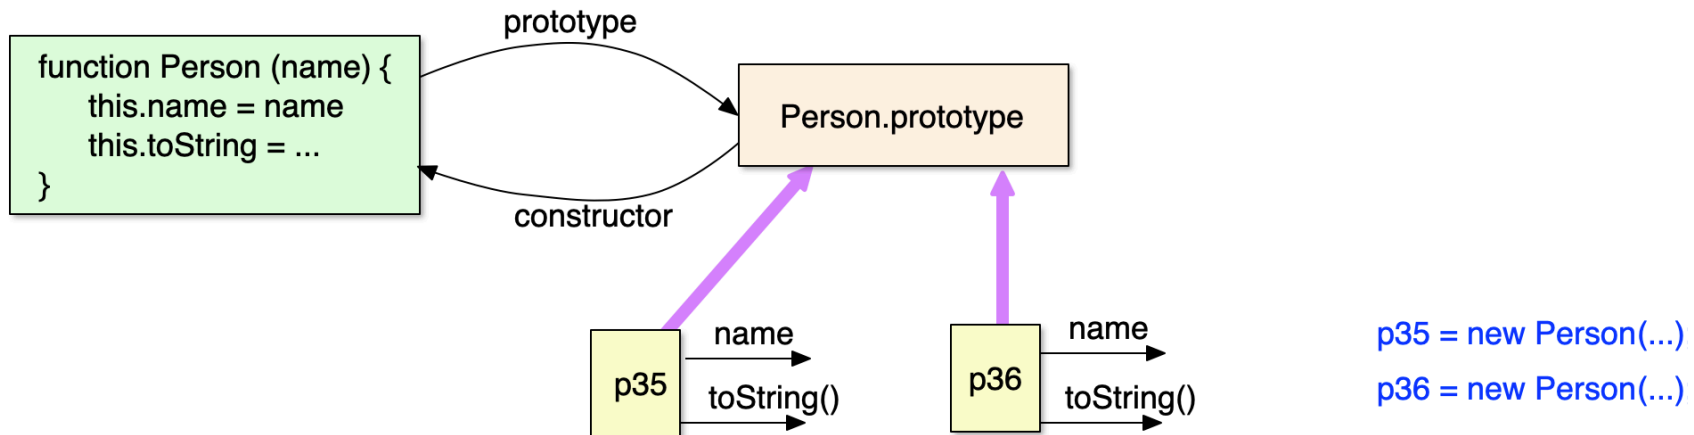 prototype
function Person (name) {
this.name = name
this.toString = ...
}
Person.prototype
constructor
name
p35
toString()
name
p36
toString()
p35 = new Person(...)
p36 = new Person(...)